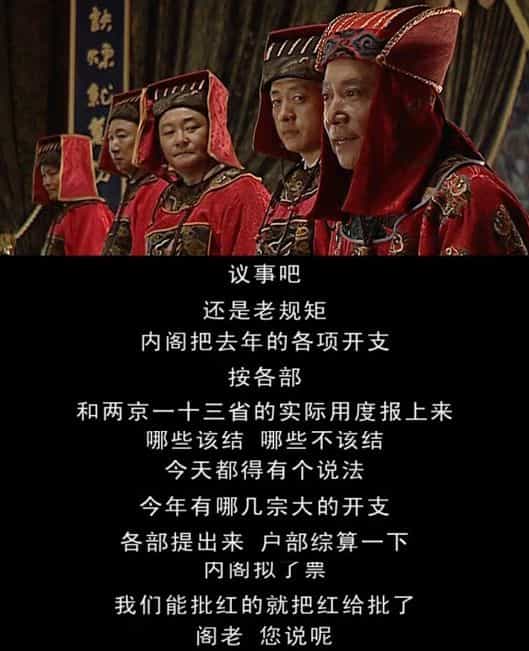 议事吧
还是老规矩
内阁把去年的各项开支
按各部
和两京一十三省的实际用度报上来
哪些该结 哪些不该结
今天都得有个说法
今年有哪几宗大的开支
各部提出来 户部综算一下
内阁拟了票
我们能批红的就把红给批了
阁老 您说呢